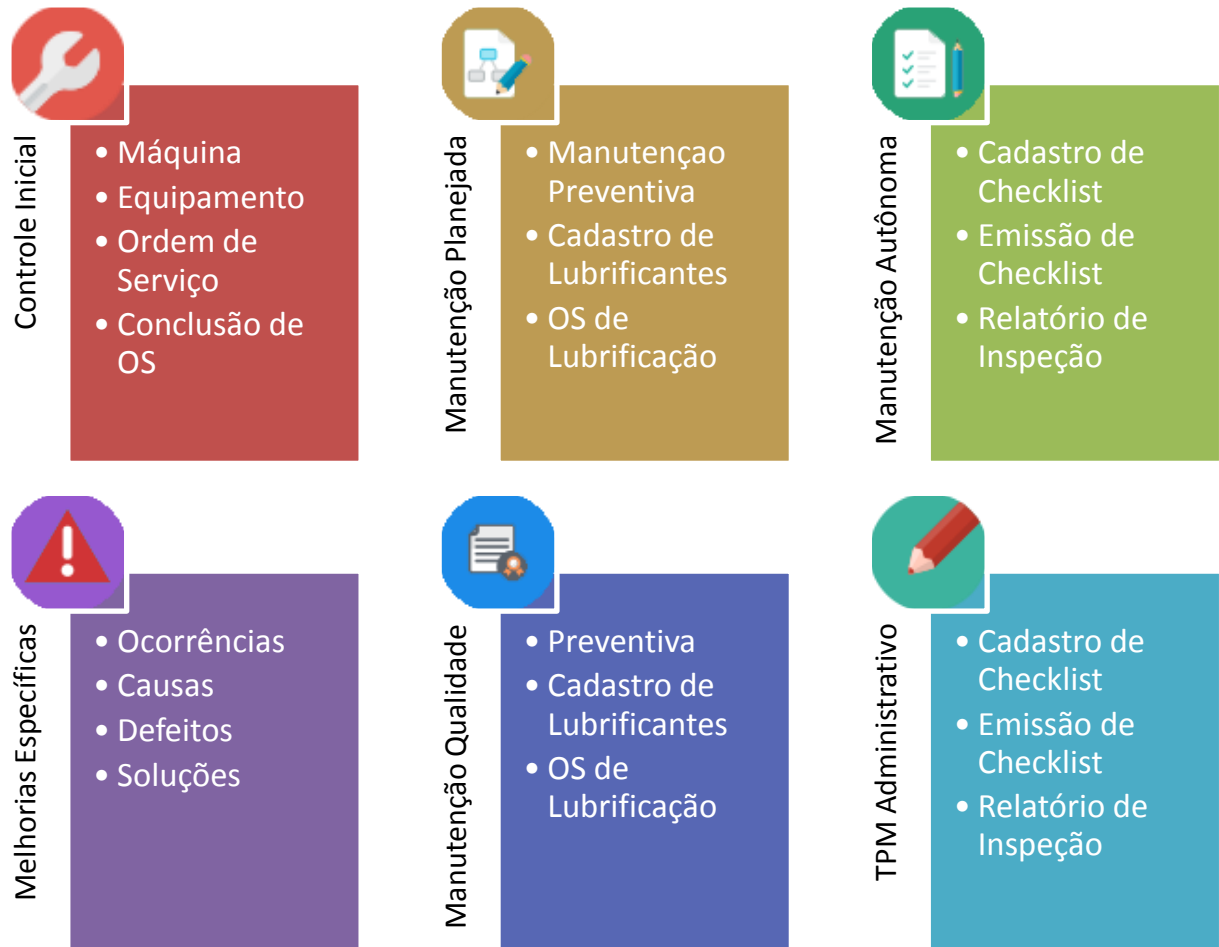 Controle Inicial
• Máquina
• Equipamento
• Ordem de
Serviço
• Conclusão de
OS
Manutenção Planejada
• Manutençao
Preventiva
• Cadastro de
Lubrificantes
• OS de
Lubrificação
Manutenção Autônoma
• Cadastro de
Checklist
• Emissão de
Checklist
• Relatório de
Inspeção
Melhorias Específicas
• Ocorrências
• Causas
• Defeitos
• Soluções
Manutenção Qualidade
• Preventiva
• Cadastro de
Lubrificantes
• OS de
Lubrificação
TPM Administrativo
• Cadastro de
Checklist
• Emissão de
Checklist
• Relatório de
Inspeção